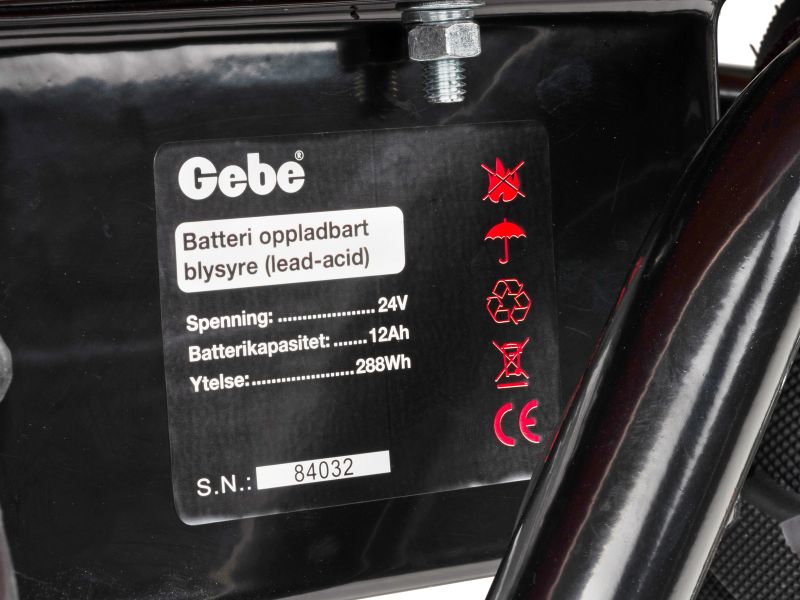 Gebe®
Batteri oppladbart
blysyre (lead-acid)
Spenning: .................... 24V
Batterikapasitet: ....... 12Ah
Ytelse:..................... 288Wh
S.N.: 84032
CE